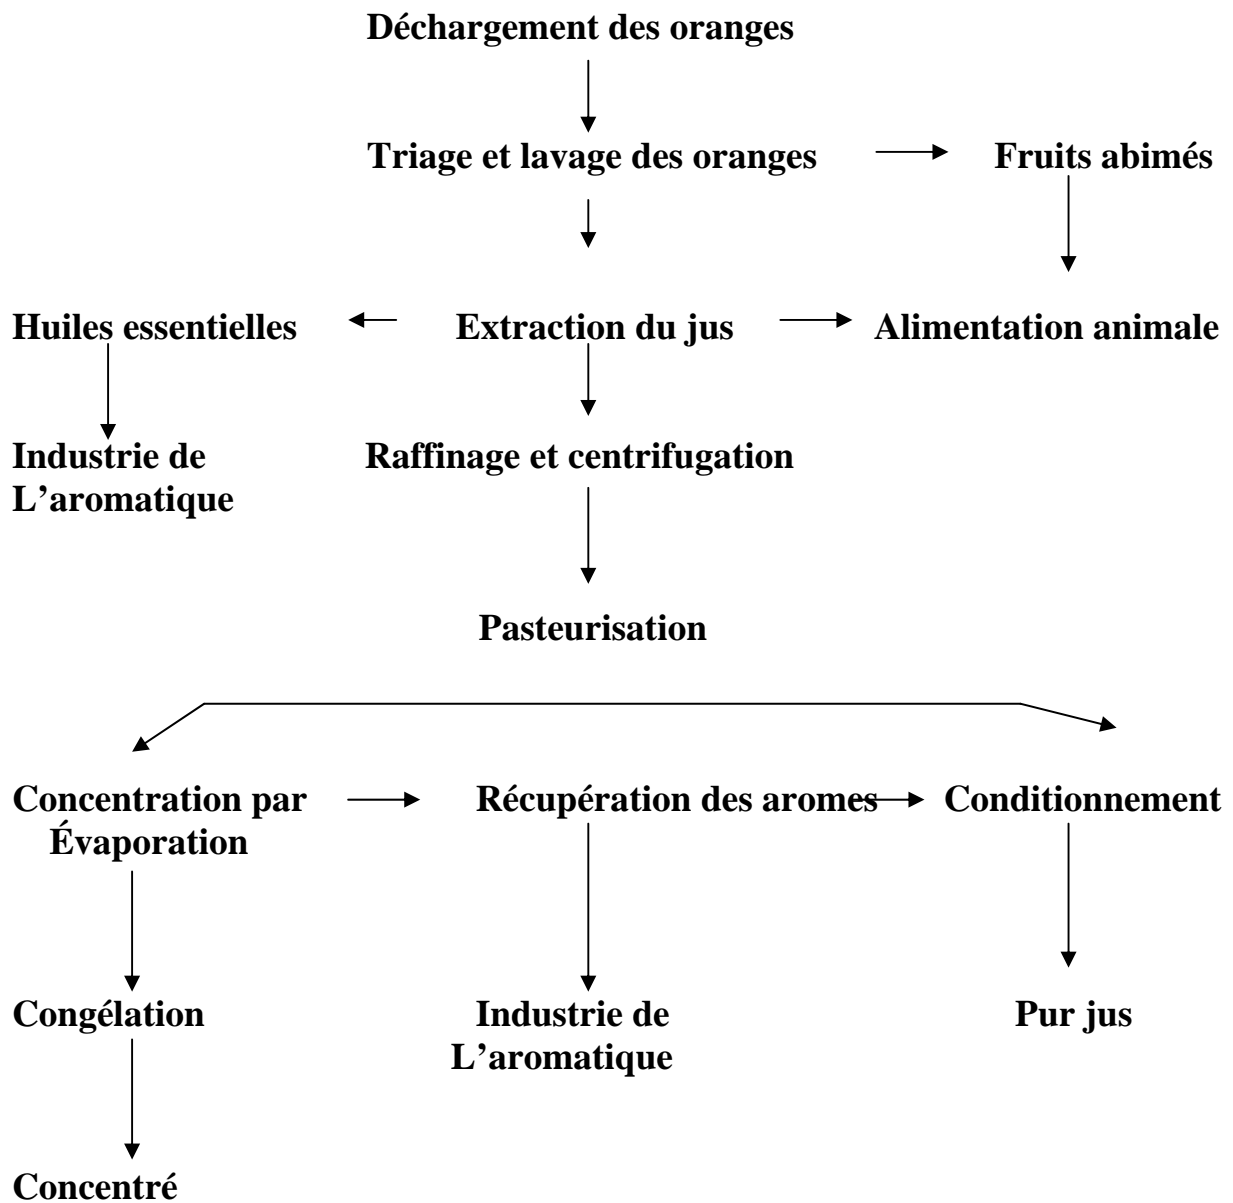 Déchargement des oranges
Triage et lavage des oranges
Fruits abimés
Huiles essentielles
Extraction du jus
Alimentation animale
Industrie de
L’aromatique
Raffinage et centrifugation
Pasteurisation
Concentration par
Évaporation
Récupération des aromes
Conditionnement
Congélation
Industrie de
L’aromatique
Pur jus
Concentré